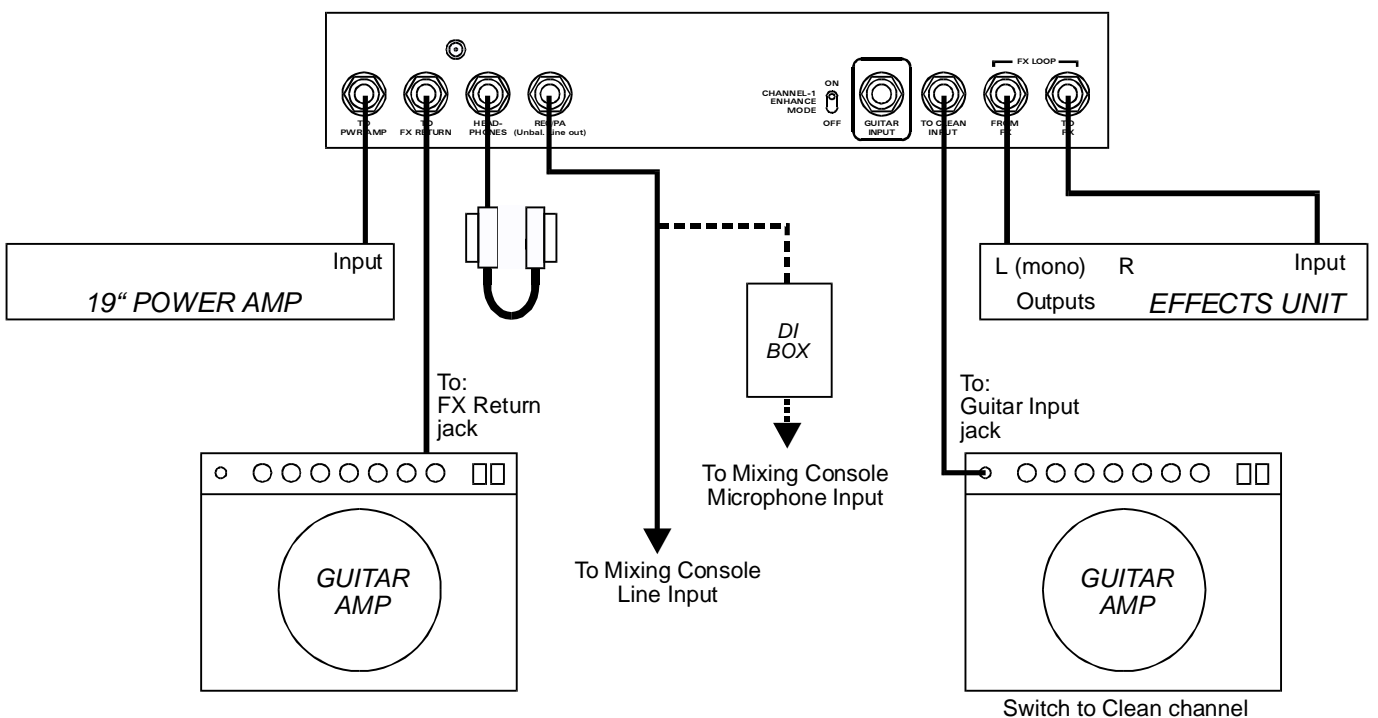 FX LOOP
ON
CHANNEL-1
ENHANCE
MODE
OFF
TO
PWR AMP
TO
FX RETURN
HEAD-
PHONES
REC/PA
(Unbal. Line out)
GUITAR
INPUT
TO CLEAN
INPUT
FROM
FX
TO
FX
Input
19“ POWER AMP
L (mono) R Input
Outputs EFFECTS UNIT
DI
BOX
To:
FX Return
jack
To:
Guitar Input
jack
To Mixing Console
Microphone Input
To Mixing Console
Line Input
GUITAR
AMP
GUITAR
AMP
Switch to Clean channel